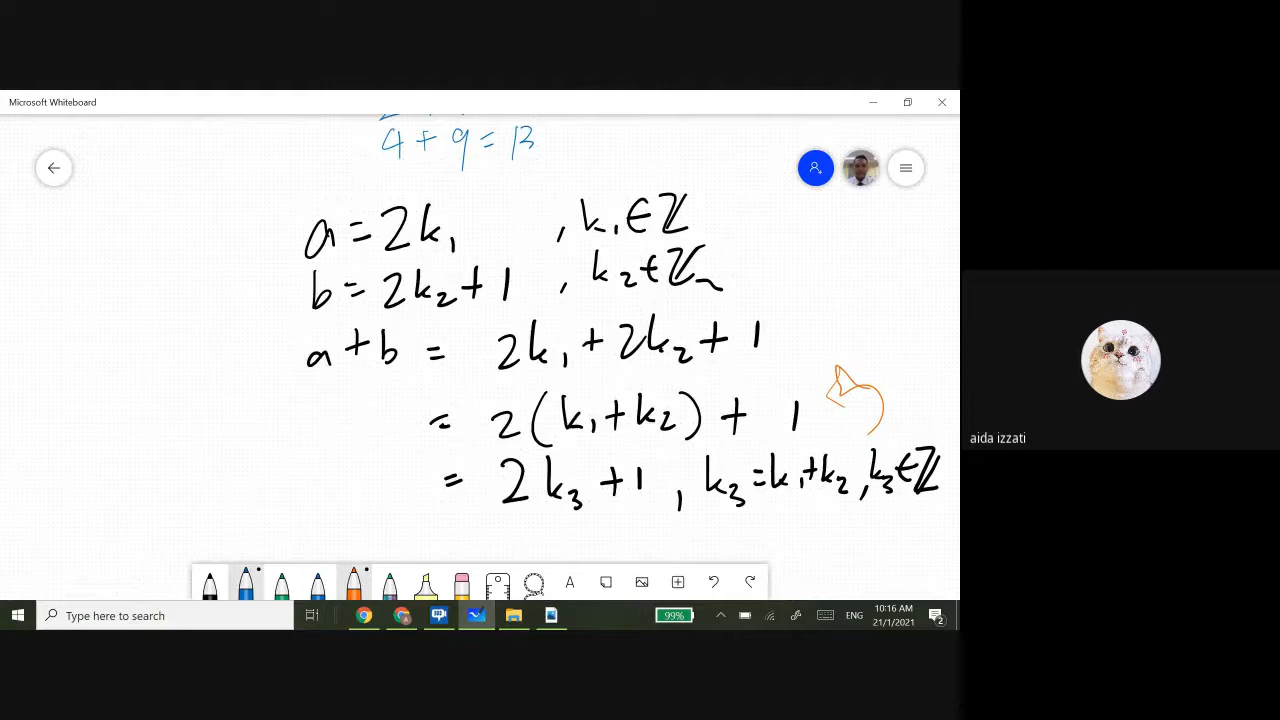 Microsoft Whiteboard
4 + 9 = 13
a = 2k₁ , k₁ ∈ ℤ
b = 2k₂ + 1 , k₂ ∈ ℤ
a + b = 2k₁ + 2k₂ + 1
= 2(k₁ + k₂) + 1
= 2k₃ + 1 , k₃ = k₁ + k₂ , k₃ ∈ ℤ
aida izzati
A
Type here to search
99%
ENG
10:16 AM
21/1/2021
2